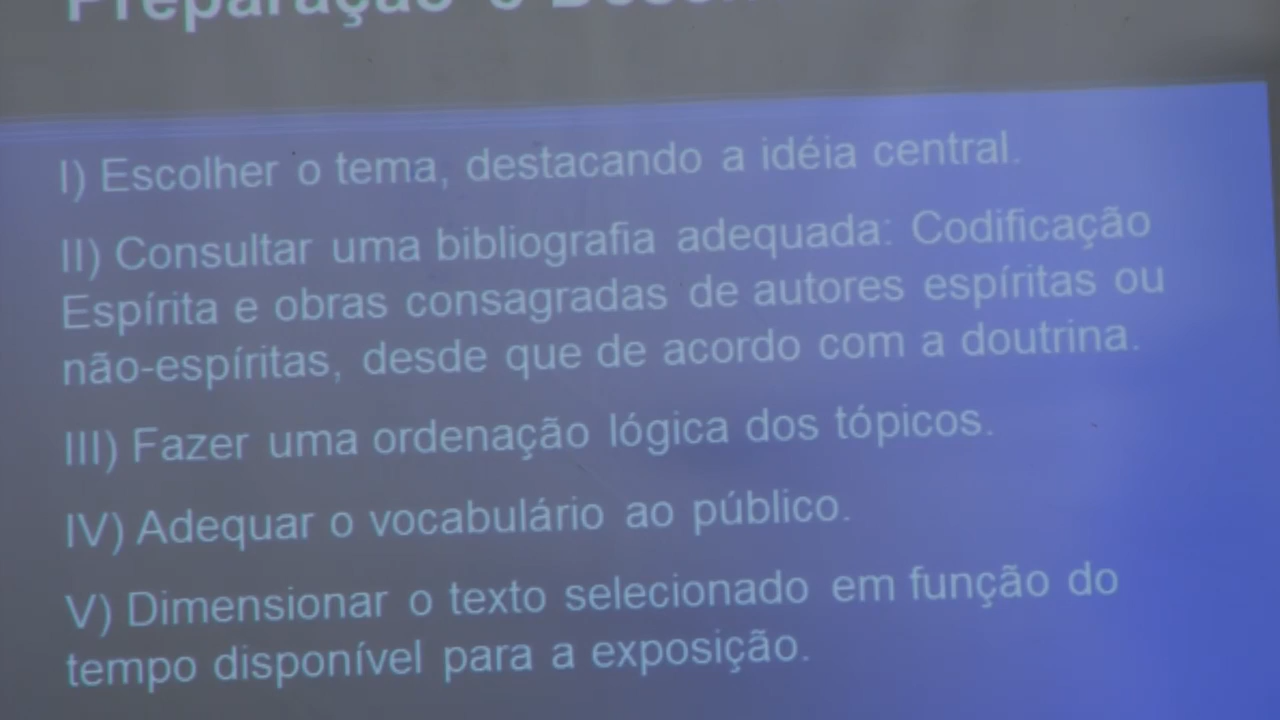 Preparação e
I) Escolher o tema, destacando a idéia central.
II) Consultar uma bibliografia adequada: Codificação
Espírita e obras consagradas de autores espíritas ou
não-espíritas, desde que de acordo com a doutrina.
III) Fazer uma ordenação lógica dos tópicos.
IV) Adequar o vocabulário ao público.
V) Dimensionar o texto selecionado em função do
tempo disponível para a exposição.